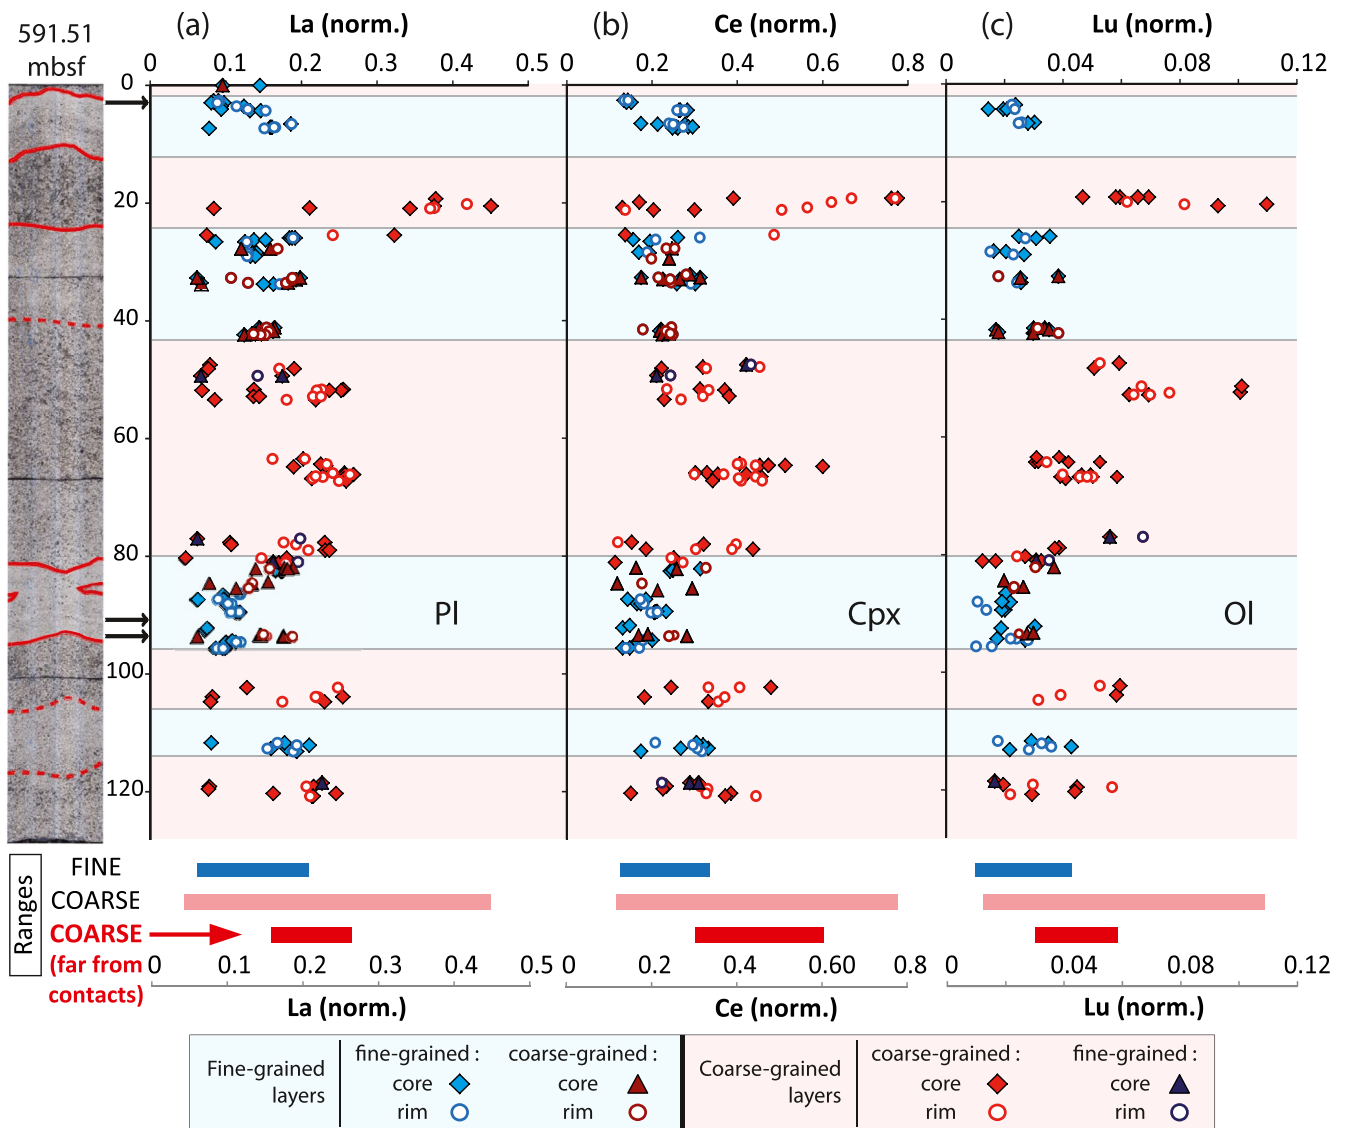 591.51
mbsf
(a)
La (norm.)
(b)
Ce (norm.)
(c)
Lu (norm.)
0 0.1 0.2 0.3 0.4 0.5
0 0.2 0.4 0.6 0.8
0 0.04 0.08 0.12
0
20
40
60
80
100
120
Pl
Cpx
Ol
Ranges
FINE
COARSE
COARSE
(far from
contacts)
0 0.1 0.2 0.3 0.4 0.5
0 0.2 0.4 0.60 0.8
0 0.04 0.08 0.12
La (norm.)
Ce (norm.)
Lu (norm.)
Fine-grained
layers
fine-grained :
core
rim
coarse-grained :
core
rim
Coarse-grained
layers
coarse-grained :
core
rim
fine-grained :
core
rim